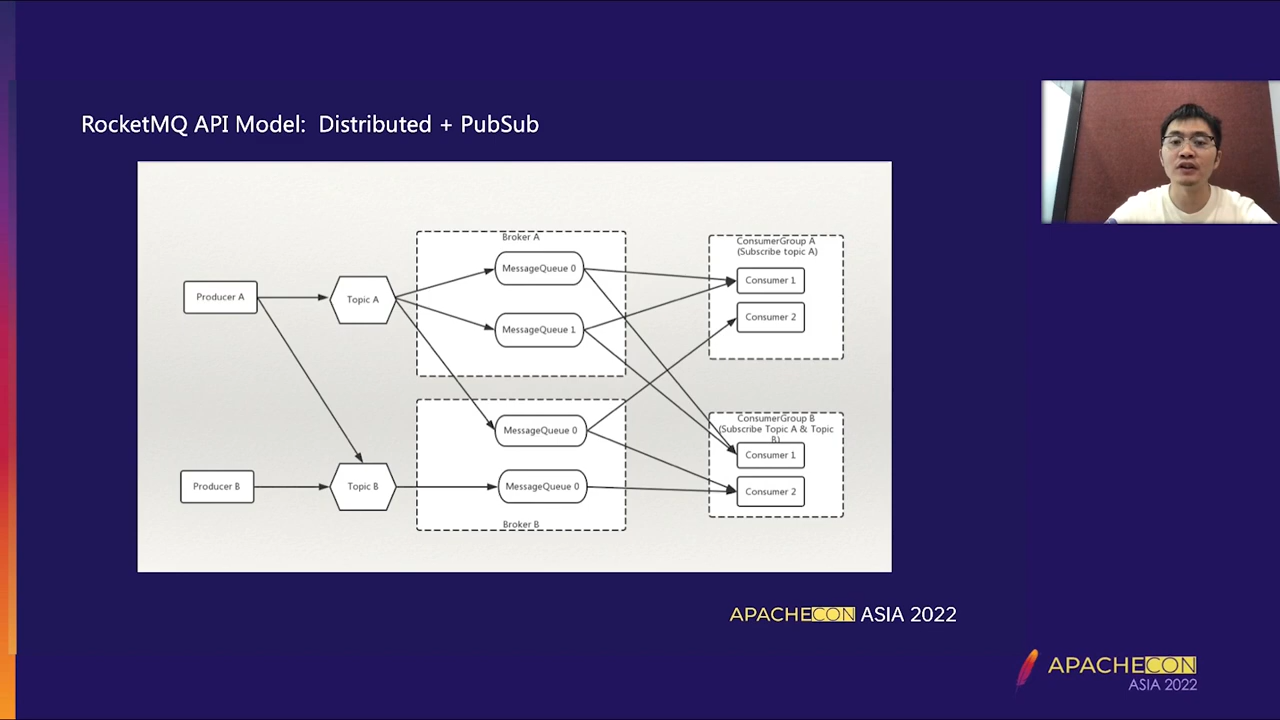 RocketMQ API Model: Distributed + PubSub
Broker A
ConsumerGroup A
(Subscribe topic A)
MessageQueue 0
Consumer 1
Producer A
Topic A
Consumer 2
MessageQueue 1
ConsumerGroup B
(Subscribe Topic A & Topic
B)
MessageQueue 0
Consumer 1
Producer B
Topic B
MessageQueue 0
Consumer 2
Broker B
APACHECON ASIA 2022
APACHECON
ASIA 2022